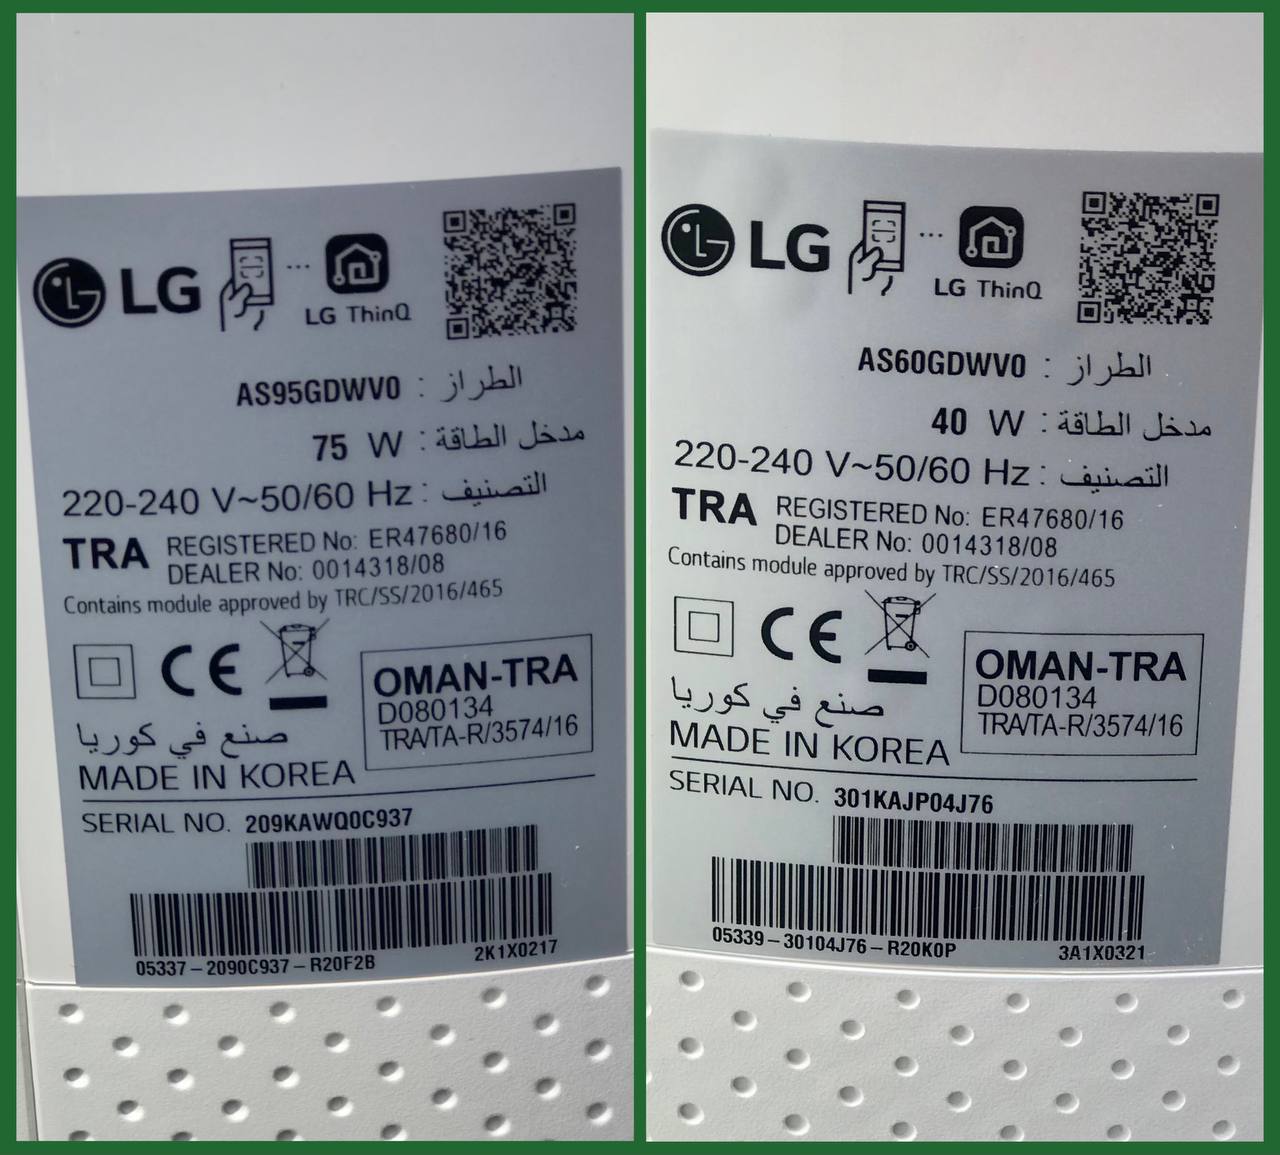 LG
LG ThinQ
AS95GDWV0 : الطراز
75 W : مدخل الطاقة
220-240 V~50/60 Hz : التصنيف
TRA REGISTERED No: ER47680/16
DEALER No: 0014318/08
Contains module approved by TRC/SS/2016/465
CE
OMAN-TRA
D080134
TRA/TA-R/3574/16
صنع في كوريا
MADE IN KOREA
SERIAL NO. 209KAWQ0C937
05337-2090C937-R20F2B 2K1X0217
LG
LG ThinQ
AS60GDWV0 : الطراز
40 W : مدخل الطاقة
220-240 V~50/60 Hz : التصنيف
TRA REGISTERED No: ER47680/16
DEALER No: 0014318/08
Contains module approved by TRC/SS/2016/465
CE
OMAN-TRA
D080134
TRA/TA-R/3574/16
صنع في كوريا
MADE IN KOREA
SERIAL NO. 301KAJP04J76
05339-30104J76-R20K0P 3A1X0321